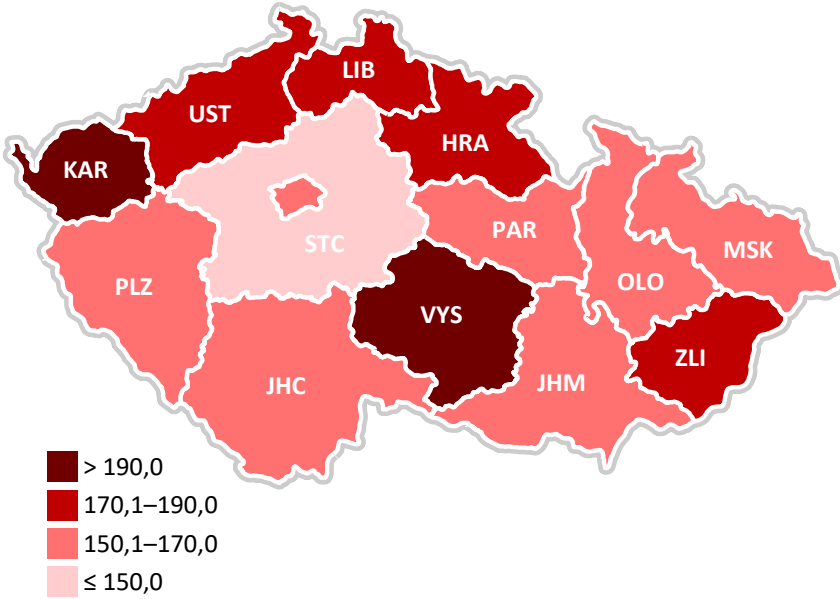 LIB
UST
HRA
KAR
PAR
STC
MSK
OLO
PLZ
VYS
ZLI
JHC
JHM
> 190,0
170,1–190,0
150,1–170,0
≤ 150,0